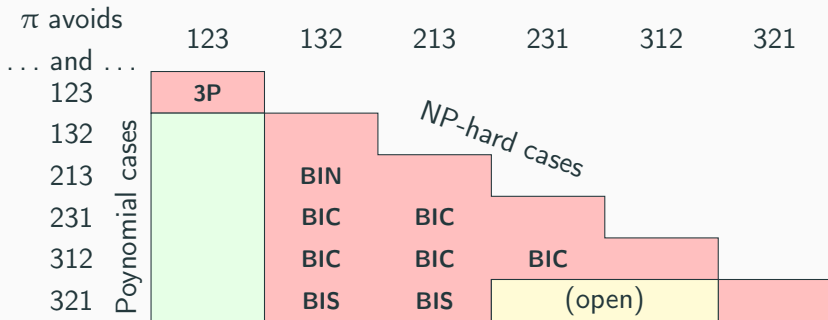 π avoids
123 132 213 231 312 321
... and ...
123 3P
132
213 BIN
231 BIC BIC
312 BIC BIC BIC
321 BIS BIS (open)
Poynomial cases
NP-hard cases